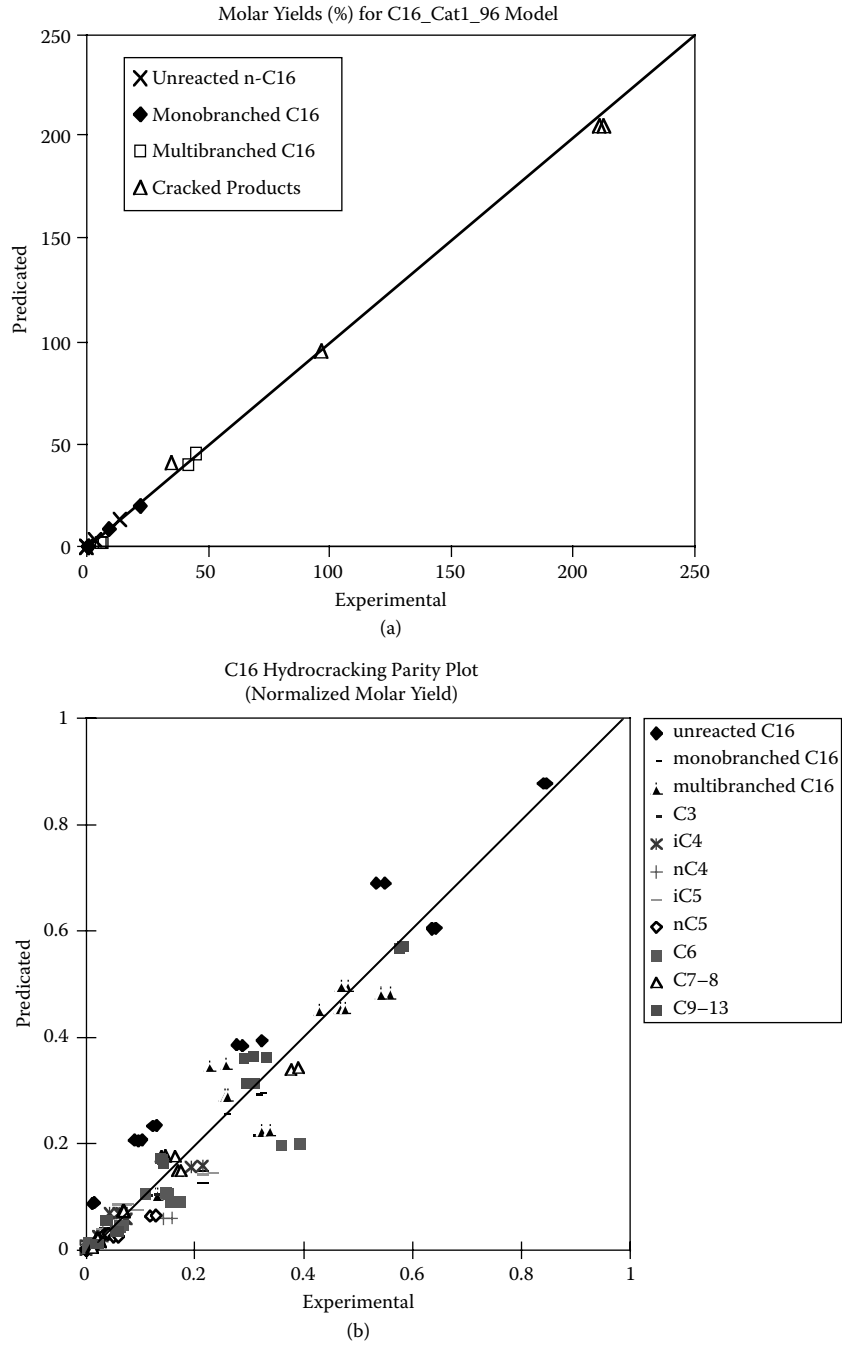 Molar Yields (%) for C16_Cat1_96 Model
250
200
150
100
50
0
Unreacted n-C16
Monobranched C16
Multibranched C16
Cracked Products
Predicated
0
50
100
150
200
250
Experimental
(a)
C16 Hydrocracking Parity Plot
(Normalized Molar Yield)
1
0.8
0.6
0.4
0.2
0
Predicated
0
0.2
0.4
0.6
0.8
1
Experimental
unreacted C16
monobranched C16
multibranched C16
C3
iC4
nC4
iC5
nC5
C6
C7–8
C9–13
(b)